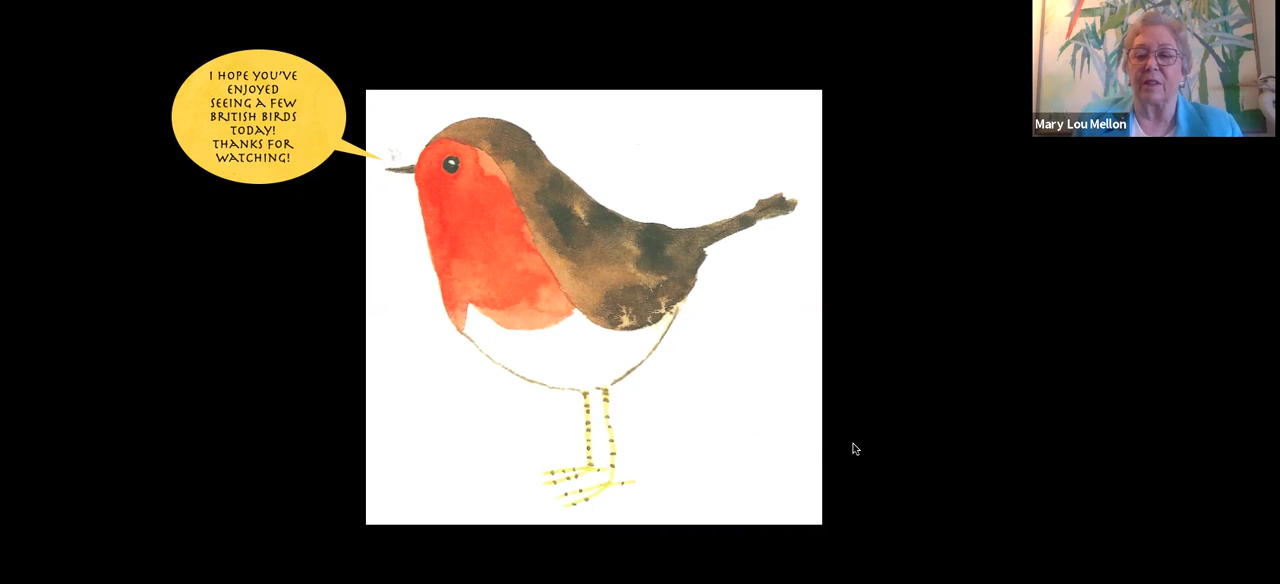 I HOPE YOU'VE
ENJOYED
SEEING A FEW
BRITISH BIRDS
TODAY!
THANKS FOR
WATCHING!
Mary Lou Mellon